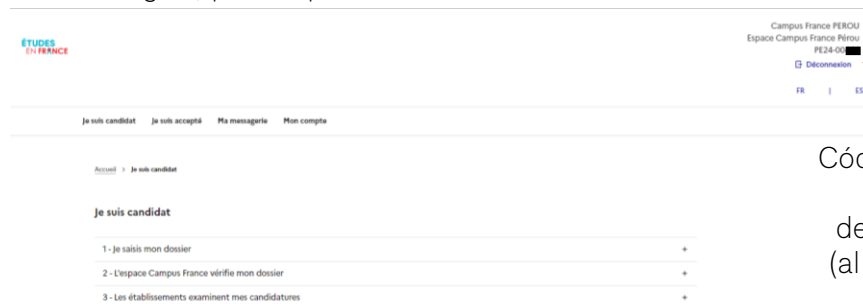 Campus France PEROU
Espace Campus France Pérou
PE24-00
Déconnexion
FR | ES
ÉTUDES
EN FRANCE
Je suis candidat Je suis accepté Ma messagerie Mon compte
Accueil > Je suis candidat
Je suis candidat
1 - Je saisis mon dossier +
2 - L'espace Campus France vérifie mon dossier +
3 - Les établissements examinent mes candidatures +
(al